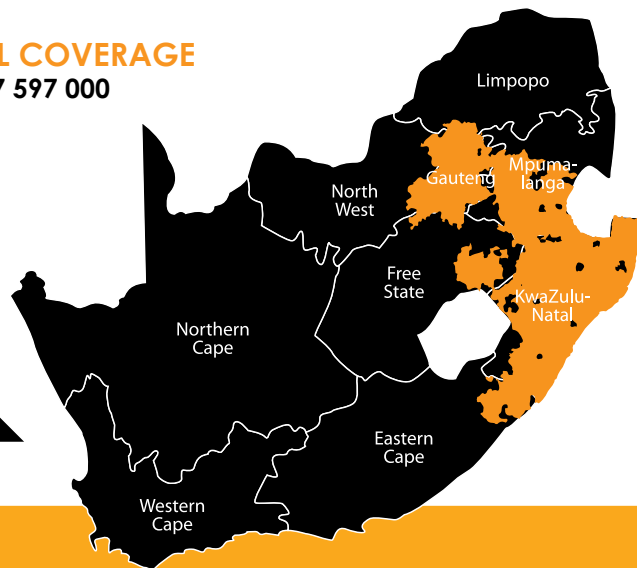 L COVERAGE
7 597 000
Limpopo
Mpuma-
langa
Gauteng
North
West
Free
State
KwaZulu-
Natal
Northern
Cape
Eastern
Cape
Western
Cape